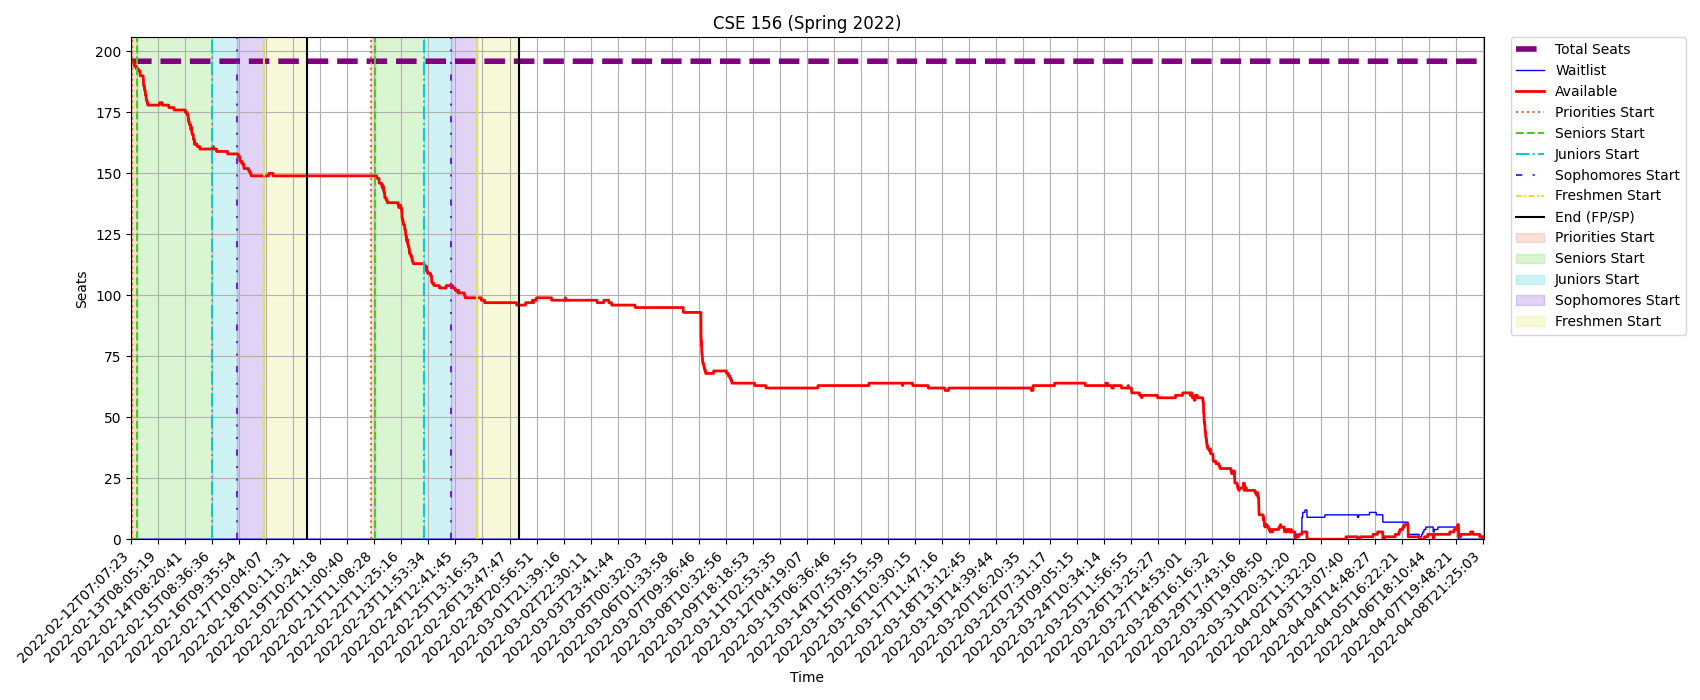 CSE 156 (Spring 2022)
Seats
200
175
150
125
100
75
50
25
0
2022-02-12T07:07:23
2022-02-13T08:05:19
2022-02-14T08:20:41
2022-02-15T08:36:36
2022-02-16T09:35:54
2022-02-17T10:04:07
2022-02-18T10:11:31
2022-02-19T10:24:18
2022-02-20T11:00:40
2022-02-21T11:08:28
2022-02-22T11:25:16
2022-02-23T11:53:34
2022-02-24T12:41:45
2022-02-25T13:16:53
2022-02-26T13:47:47
2022-02-28T20:56:51
2022-03-01T21:39:16
2022-03-02T22:30:11
2022-03-03T23:41:44
2022-03-05T00:32:03
2022-03-06T01:33:58
2022-03-07T09:36:46
2022-03-08T10:32:56
2022-03-09T18:18:53
2022-03-11T02:53:35
2022-03-12T04:19:07
2022-03-13T06:36:46
2022-03-14T07:53:55
2022-03-15T09:15:59
2022-03-16T10:30:15
2022-03-17T11:47:16
2022-03-18T13:12:45
2022-03-19T14:39:44
2022-03-20T16:20:35
2022-03-22T07:31:17
2022-03-23T09:05:15
2022-03-24T10:34:14
2022-03-25T11:56:55
2022-03-26T13:25:27
2022-03-27T14:53:01
2022-03-28T16:16:32
2022-03-29T17:43:16
2022-03-30T19:08:50
2022-03-31T20:31:20
2022-04-02T11:32:20
2022-04-03T13:07:40
2022-04-04T14:48:27
2022-04-05T16:22:21
2022-04-06T18:10:44
2022-04-07T19:48:21
2022-04-08T21:25:03
Time
Total Seats
Waitlist
Available
Priorities Start
Seniors Start
Juniors Start
Sophomores Start
Freshmen Start
End (FP/SP)
Priorities Start
Seniors Start
Juniors Start
Sophomores Start
Freshmen Start